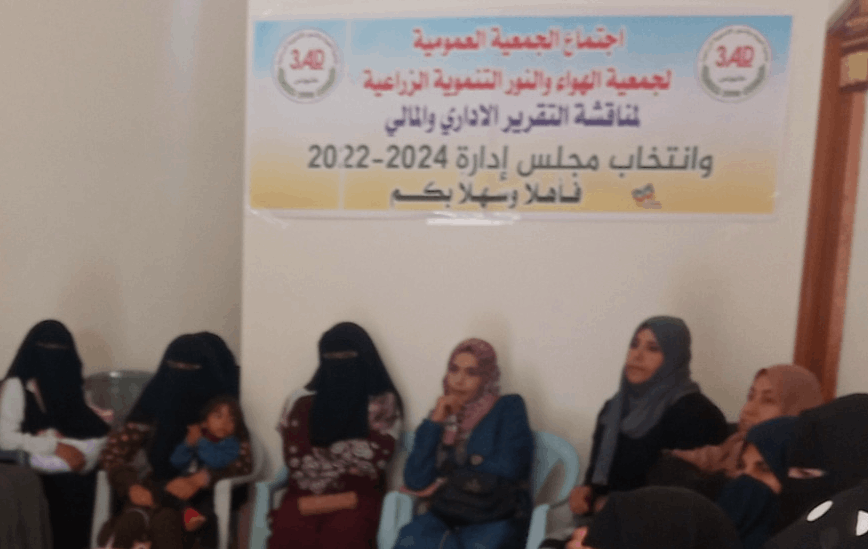 اجتماع الجمعية العمومية
لجمعية الهواء والنور التنموية الزراعية
لمناقشة التقرير الاداري والمالي
وانتخاب مجلس إدارة 2024-2022
فأهلا وسهلا بكم